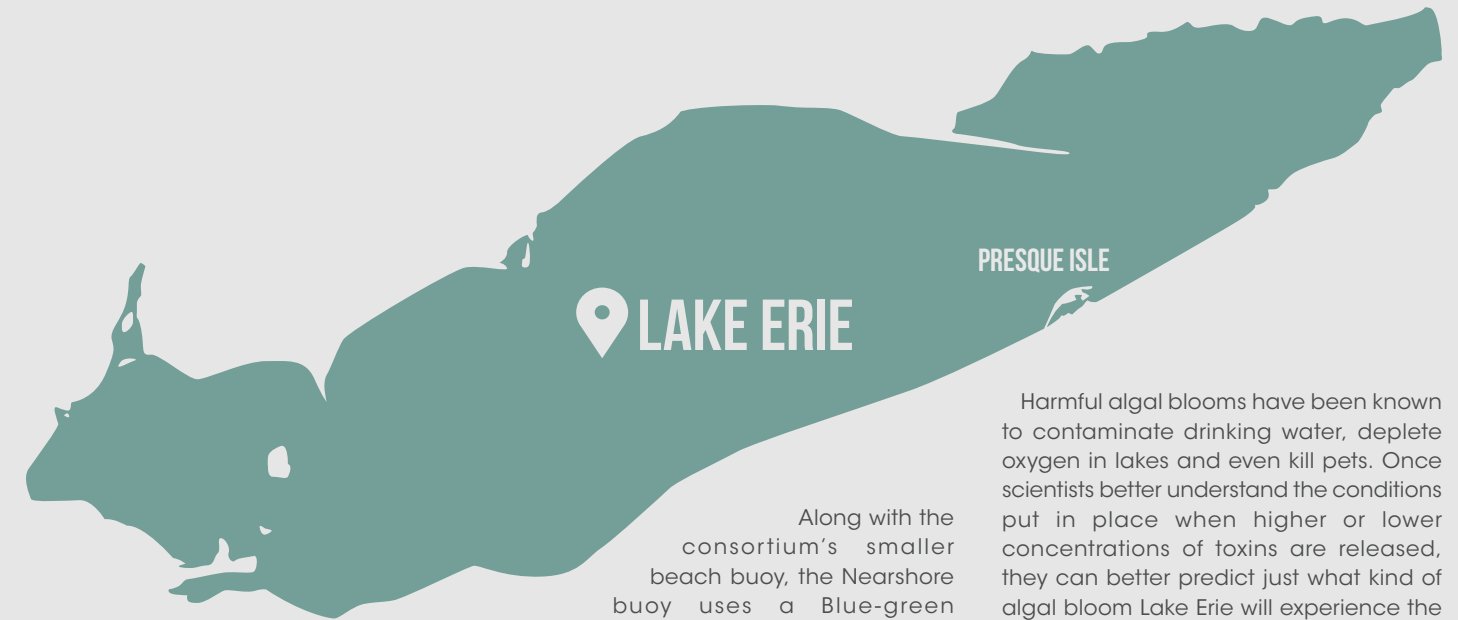 PRESQUE ISLE
LAKE ERIE
Along with the
consortium's smaller
beach buoy, the Nearshore
buoy uses a Blue-green
Harmful algal blooms have been known
to contaminate drinking water, deplete
oxygen in lakes and even kill pets. Once
scientists better understand the conditions
put in place when higher or lower
concentrations of toxins are released,
they can better predict just what kind of
algal bloom Lake Erie will experience the